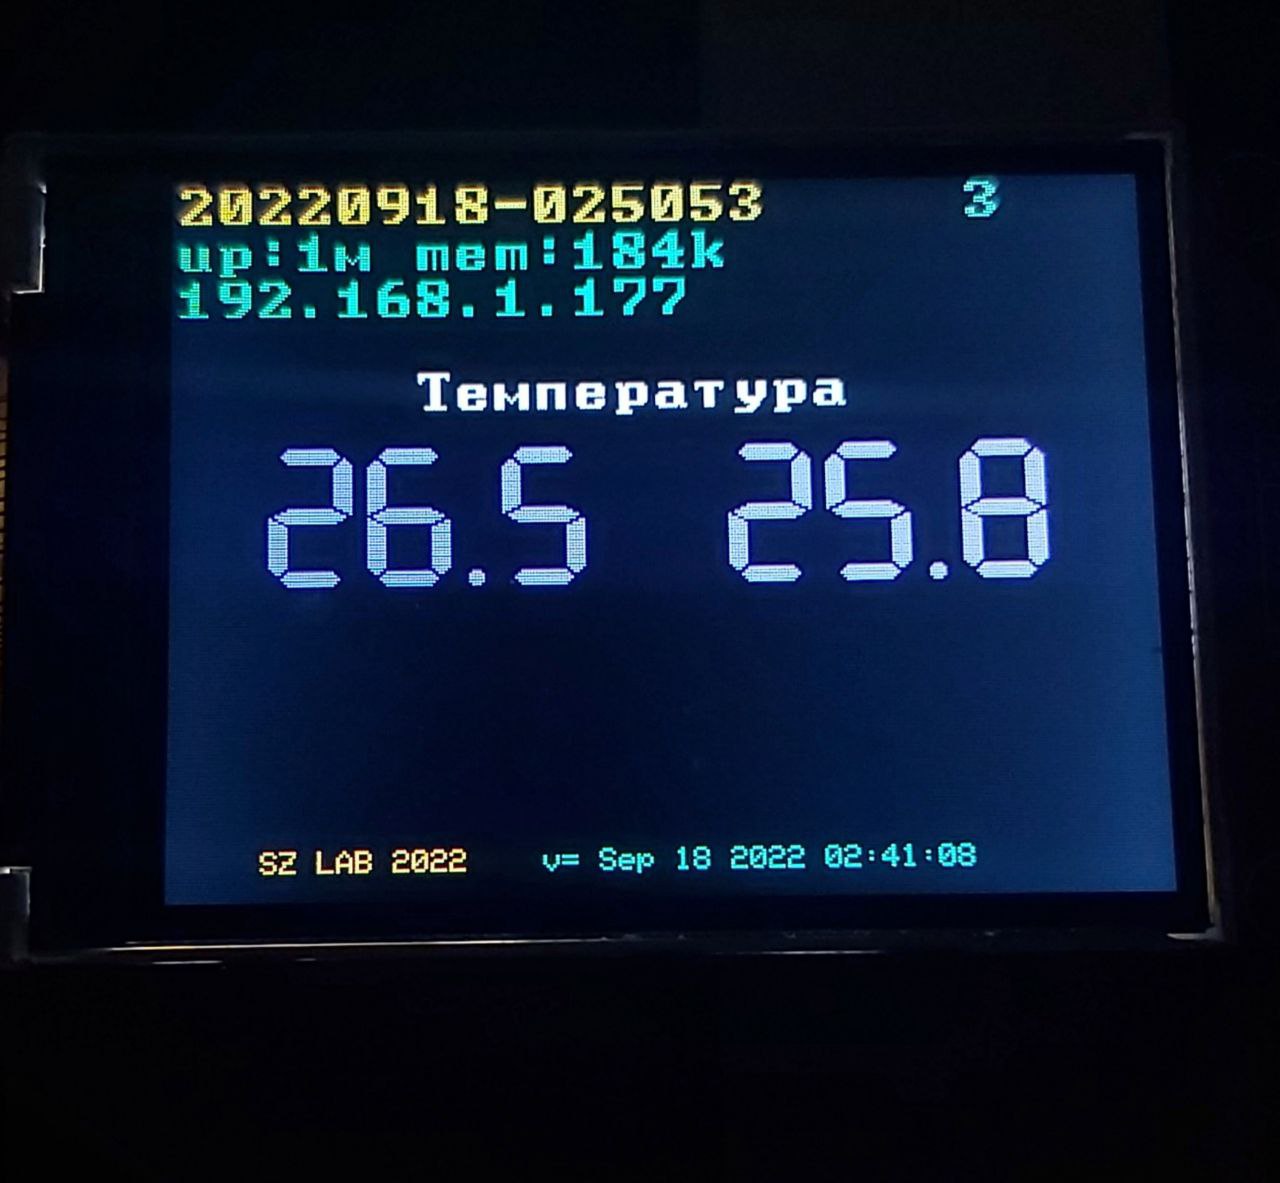 20220918-025053 3
up:1м mem:184k
192.168.1.177
Температура
26.5 25.8
SZ LAB 2022 v= Sep 18 2022 02:41:08